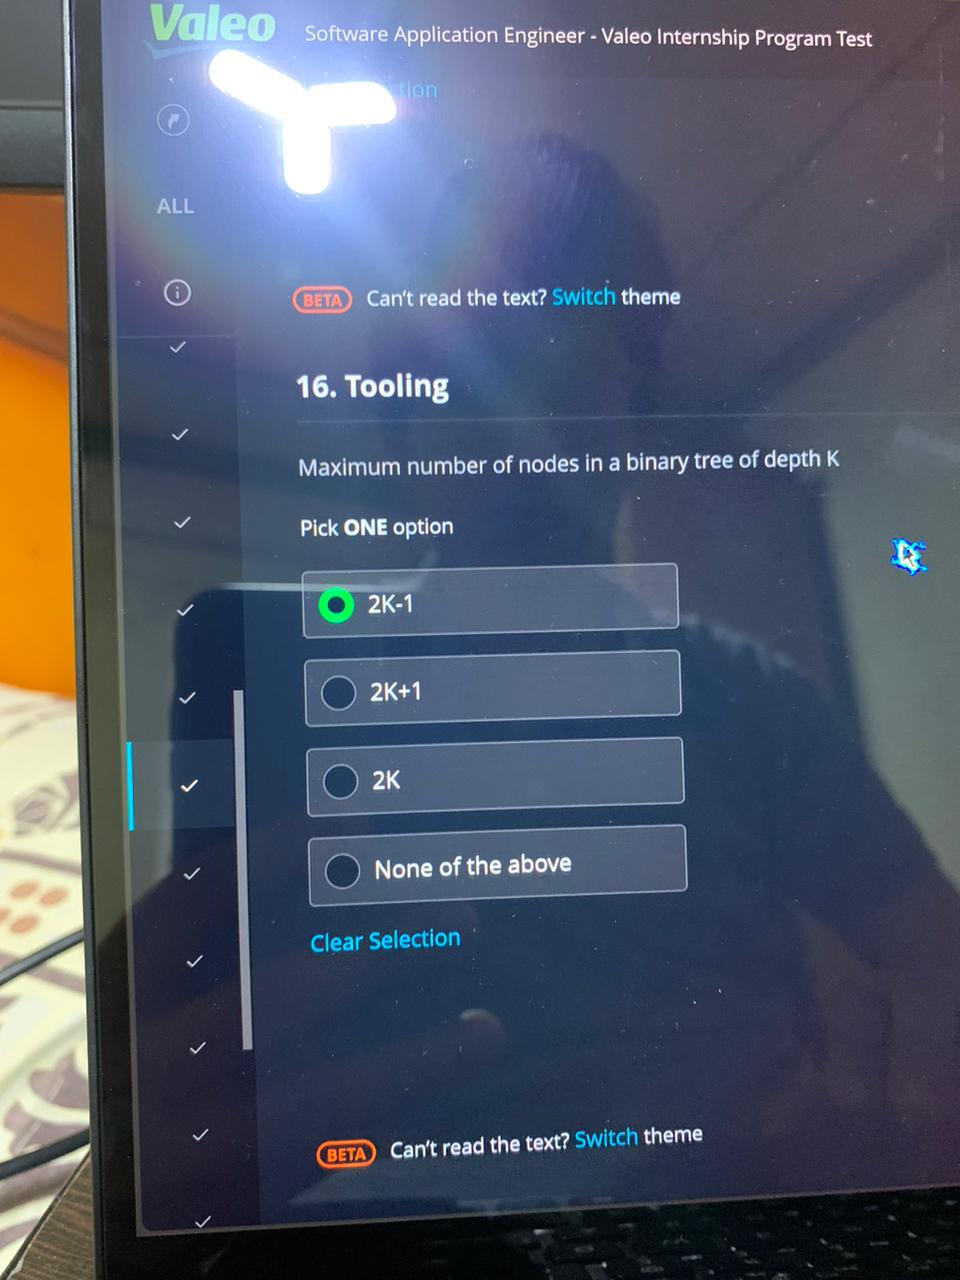 Valeo
Software Application Engineer - Valeo Internship Program Test
ALL
BETA Can't read the text? Switch theme
16. Tooling
Maximum number of nodes in a binary tree of depth K
Pick ONE option
2K-1
2K+1
2K
None of the above
Clear Selection
BETA Can't read the text? Switch theme